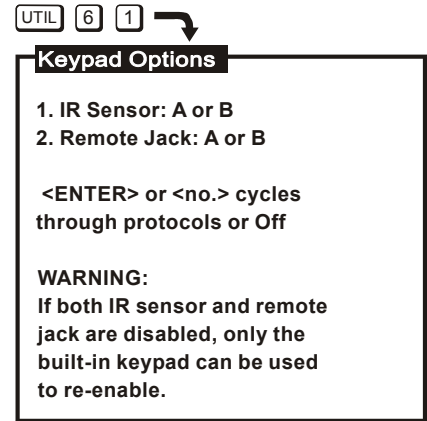 UTIL 6 1
Keypad Options
1. IR Sensor: A or B
2. Remote Jack: A or B
<ENTER> or <no.> cycles
through protocols or Off
WARNING:
If both IR sensor and remote
jack are disabled, only the
built-in keypad can be used
to re-enable.